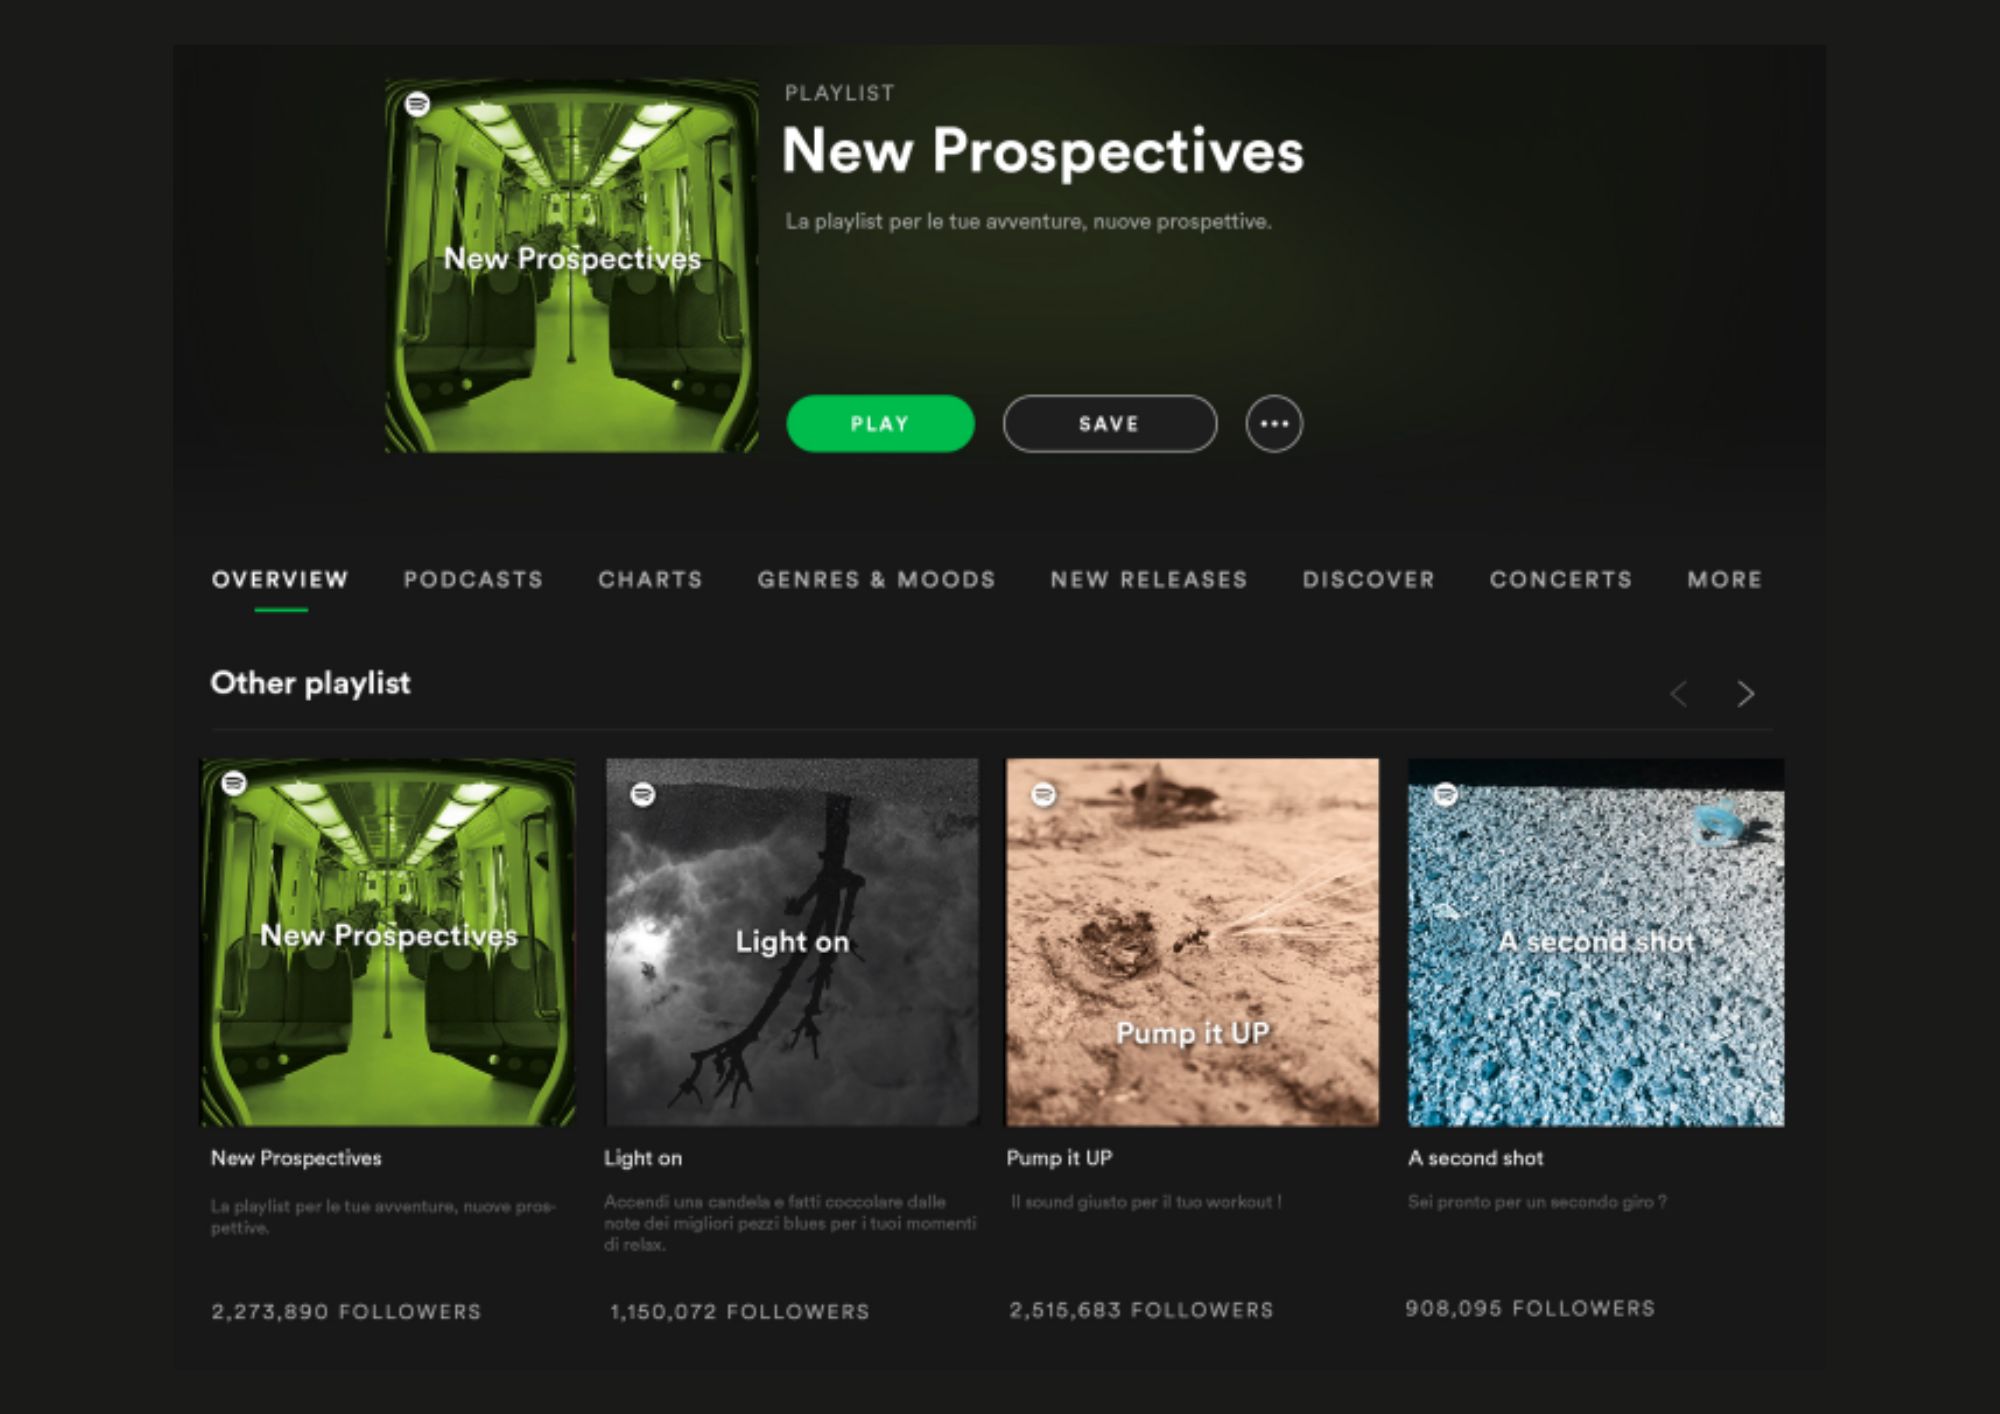 PLAYLIST
New Prospectives
La playlist per le tue avventure, nuove prospettive.
New Prospectives
PLAY
SAVE
OVERVIEW
PODCASTS
CHARTS
GENRES & MOODS
NEW RELEASES
DISCOVER
CONCERTS
MORE
Other playlist
New Prospectives
Light on
Pump it UP
A second shot
New Prospectives
La playlist per le tue avventure, nuove pros-
pettive.
2,273,890 FOLLOWERS
Light on
Accendi una candela e fatti coccolare dalle
note dei migliori pezzi blues per i tuoi momenti
di relax.
1,150,072 FOLLOWERS
Pump it UP
Il sound giusto per il tuo workout !
2,515,683 FOLLOWERS
A second shot
Sei pronto per un secondo giro ?
908,095 FOLLOWERS